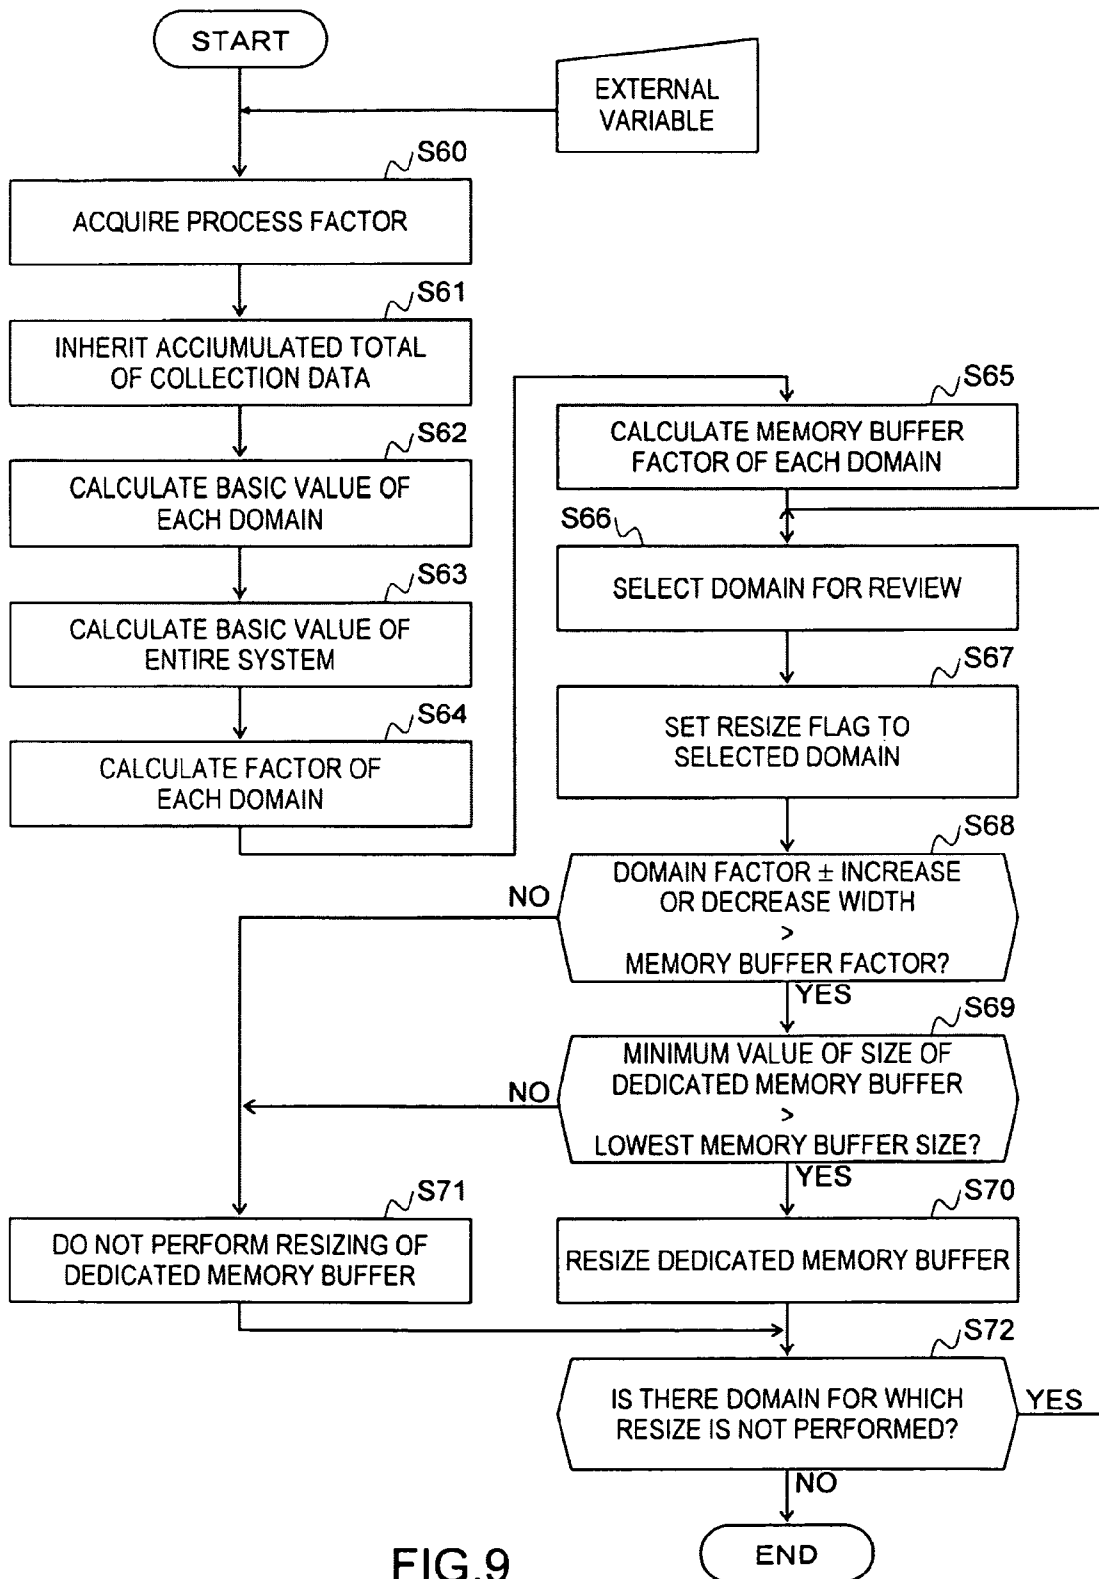 START
EXTERNAL
VARIABLE
S60
ACQUIRE PROCESS FACTOR
S61
INHERIT ACCIUMULATED TOTAL
OF COLLECTION DATA
S62
CALCULATE BASIC VALUE OF
EACH DOMAIN
S63
CALCULATE BASIC VALUE OF
ENTIRE SYSTEM
S64
CALCULATE FACTOR OF
EACH DOMAIN
S65
CALCULATE MEMORY BUFFER
FACTOR OF EACH DOMAIN
S66
SELECT DOMAIN FOR REVIEW
S67
SET RESIZE FLAG TO
SELECTED DOMAIN
S68
DOMAIN FACTOR ± INCREASE
OR DECREASE WIDTH
>
MEMORY BUFFER FACTOR?
NO
YES
S69
MINIMUM VALUE OF SIZE OF
DEDICATED MEMORY BUFFER
>
LOWEST MEMORY BUFFER SIZE?
NO
YES
S70
RESIZE DEDICATED MEMORY BUFFER
S71
DO NOT PERFORM RESIZING OF
DEDICATED MEMORY BUFFER
S72
IS THERE DOMAIN FOR WHICH
RESIZE IS NOT PERFORMED?
YES
NO
END
FIG.9